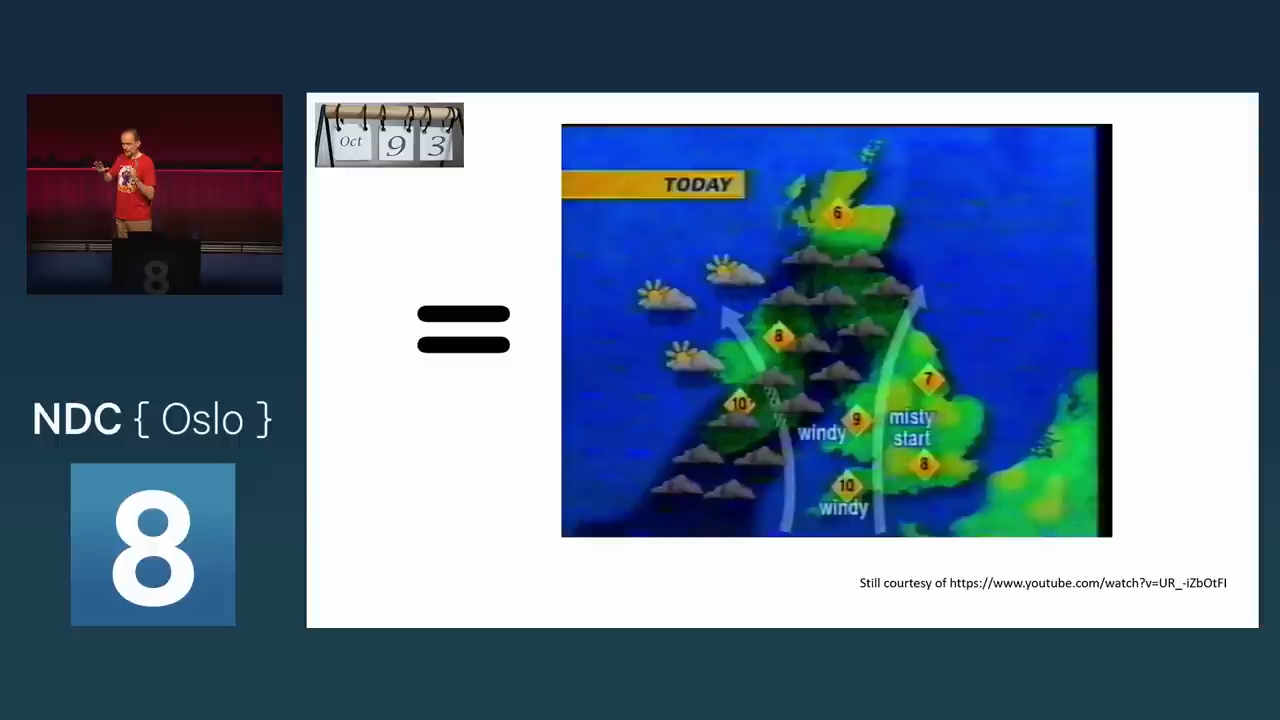 Oct 9 3
TODAY
6
8
7
10
9
windy
misty
start
8
10
windy
NDC { Oslo }
8
8
Still courtesy of https://www.youtube.com/watch?v=UR_-iZbOtFI